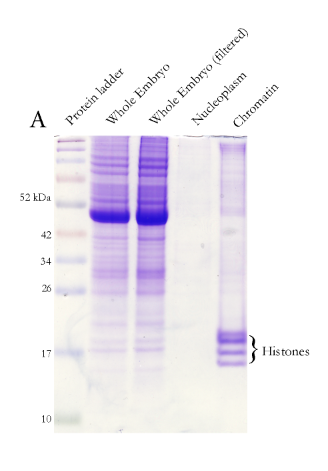 A
Protein ladder
Whole Embryo
Whole Embryo (filtered)
Nucleoplasm
Chromatin
52 kDa
42
34
26
17
10
Histones